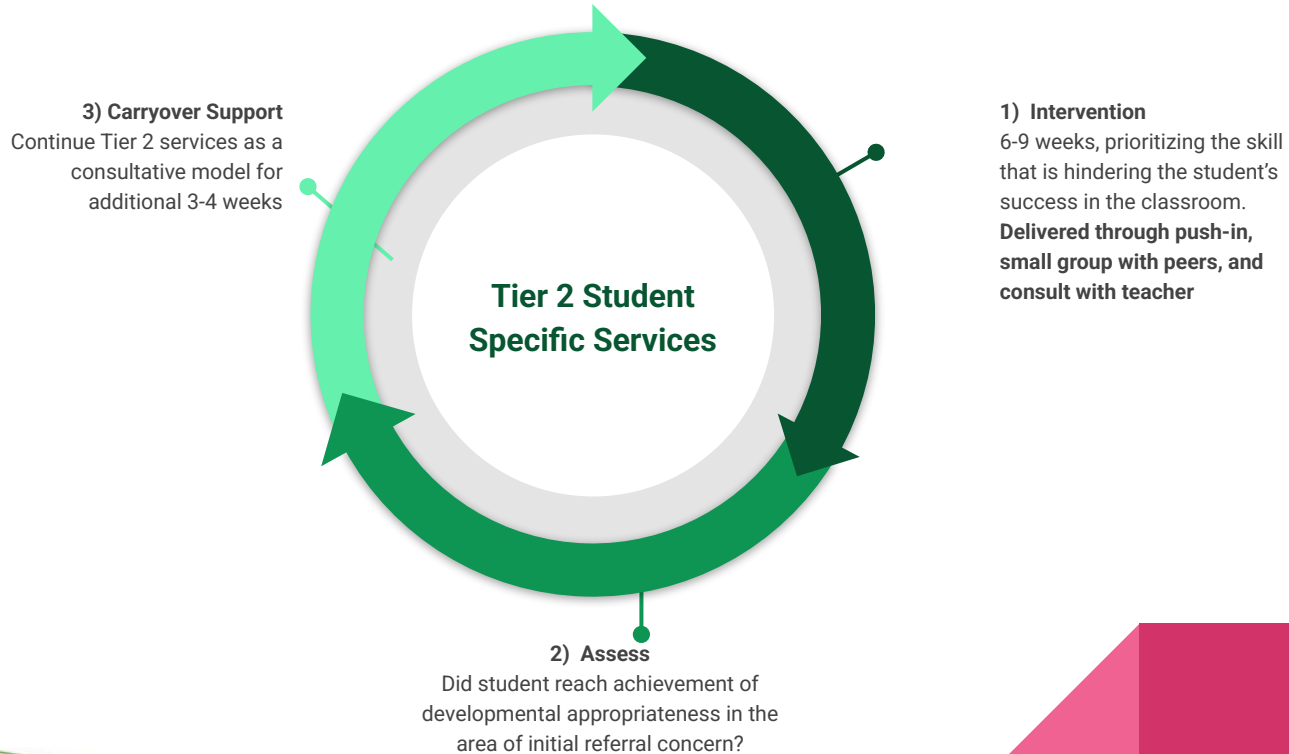 3) Carryover Support
Continue Tier 2 services as a
consultative model for
additional 3-4 weeks
1) Intervention
6-9 weeks, prioritizing the skill
that is hindering the student's
success in the classroom.
Delivered through push-in,
small group with peers, and
consult with teacher
Tier 2 Student
Specific Services
2) Assess
Did student reach achievement of
developmental appropriateness in the
area of initial referral concern?